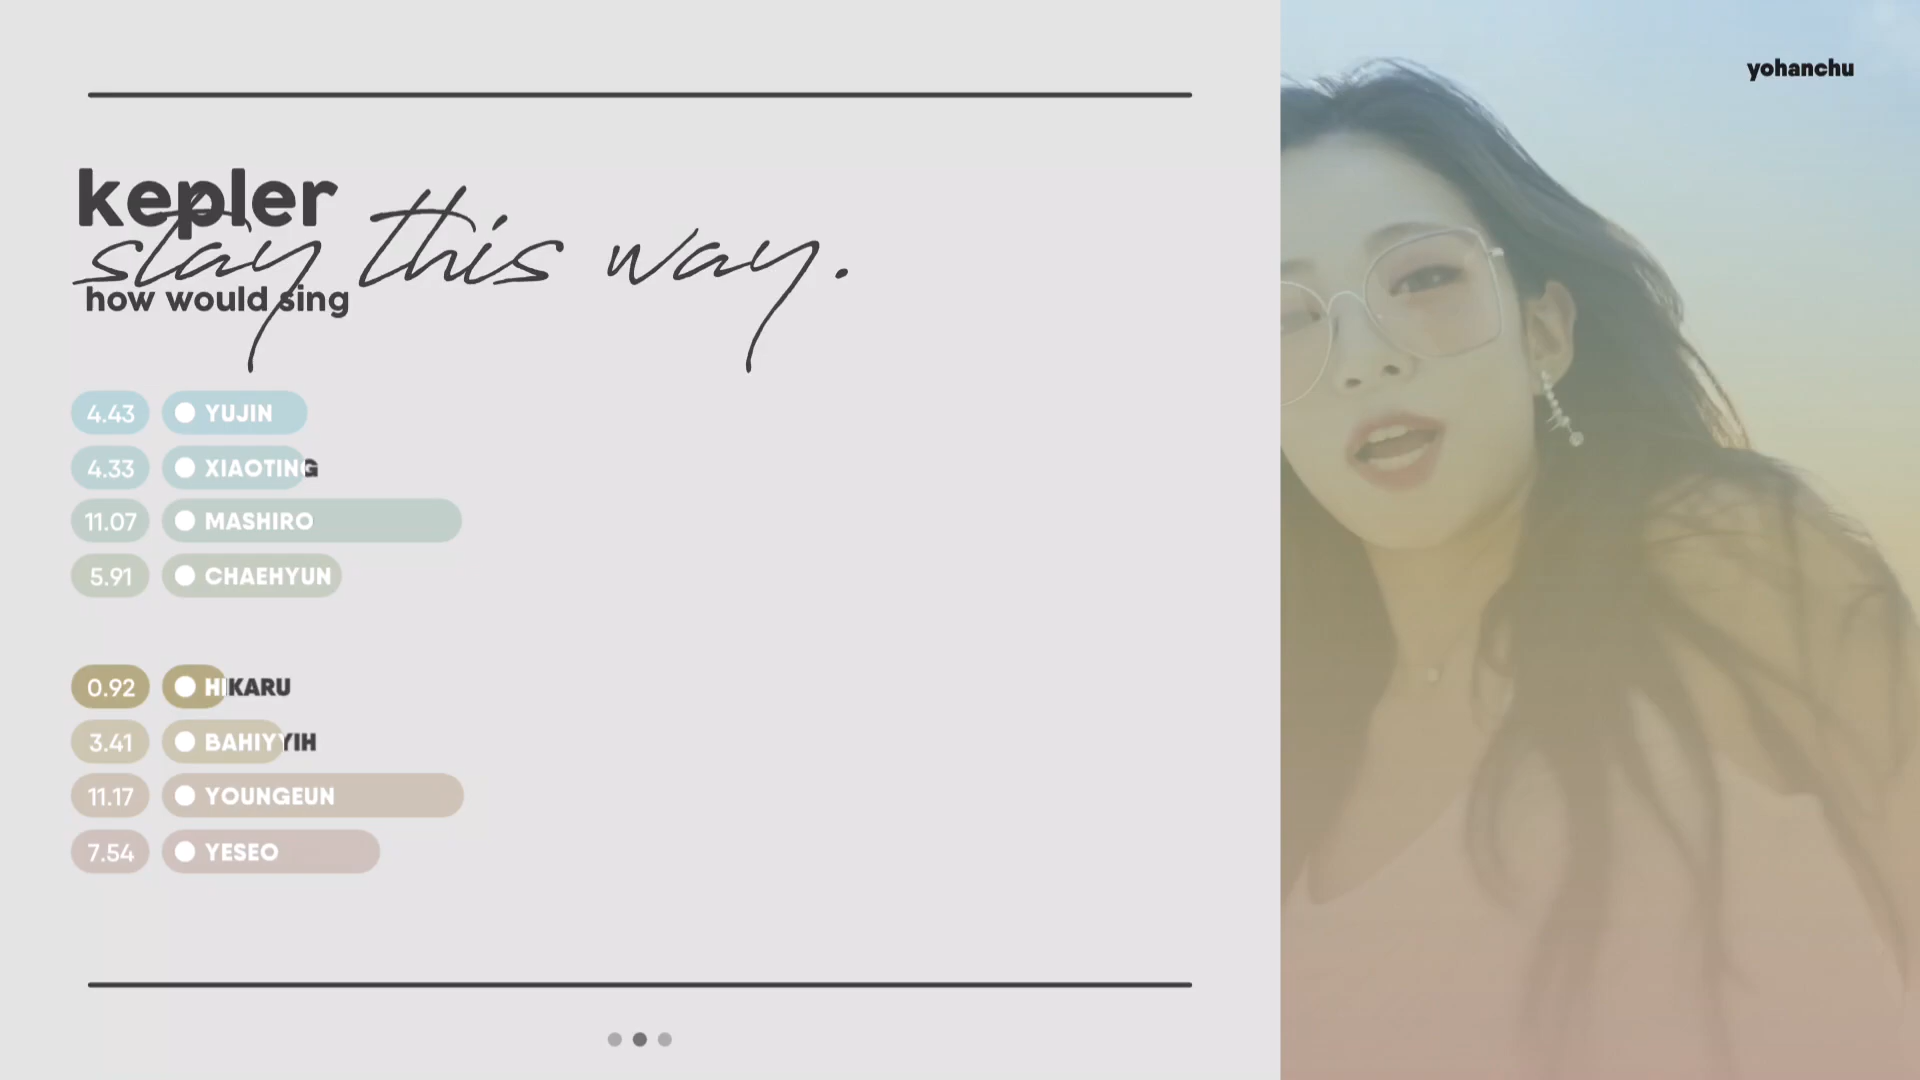 yohanchu
kepler
stay this way.
how would sing
4.43 YUJIN
4.33 XIAOTING
11.07 MASHIRO
5.91 CHAEHYUN
0.92 HIKARU
3.41 BAHIYYIH
11.17 YOUNGEUN
7.54 YESEO